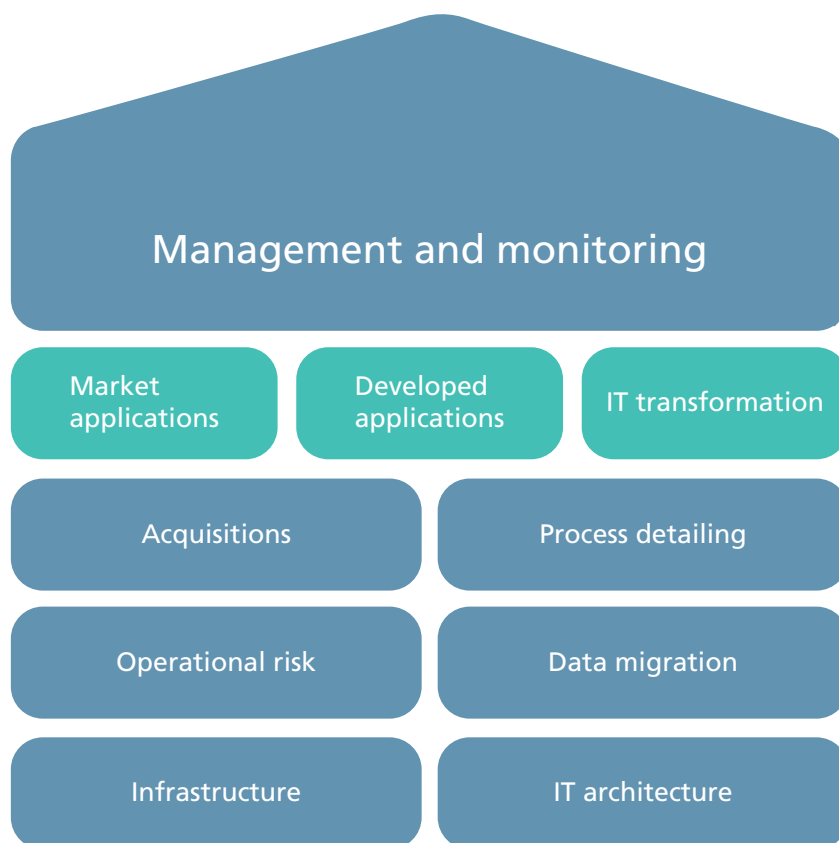 Management and monitoring
Market
applications
Developed
applications
IT transformation
Acquisitions
Process detailing
Operational risk
Data migration
Infrastructure
IT architecture